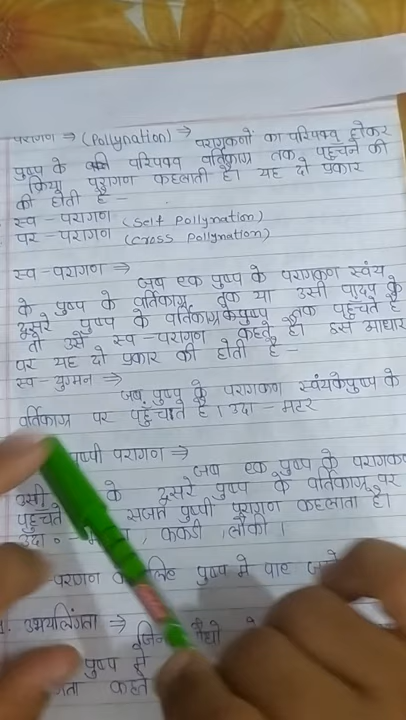 परागण ⇒ (Pollynation) ⇒ परागकणों का परिपक्व होकर
पुष्प के परिपक्व वर्तिकाग्र तक पहुँचने की
क्रिया परागण कहलाती है। यह दो प्रकार
की होती है –
स्व – परागण (Self Pollynation)
पर – परागण (Cross Pollynation)
स्व – परागण ⇒
जब एक पुष्प के परागकण स्वंय
के पुष्प के वर्तिकाग्र तक या उसी पादप के
दूसरे पुष्प के वर्तिकाग्र के पुष्प तक पहुँचते है
तो उसे स्व – परागण कहते है। इस आधार
पर यह दो प्रकार की होती है –
स्व – युग्मन ⇒
जब पुष्प के परागकण स्वंय के पुष्प के
वर्तिकाग्र पर पहुँचाते है। उदा – मटर
पुष्पी परागण ⇒
जब एक पुष्प के परागकण
उसी के दूसरे पुष्प के वर्तिकाग्र पर
पहुँचते सजात पुष्पी परागण कहलाता है।
उदा॰ , ककडी , लौकी ।
लिए पुष्प मे
1. उभयलिंगता ⇒
पुष्प
कहते